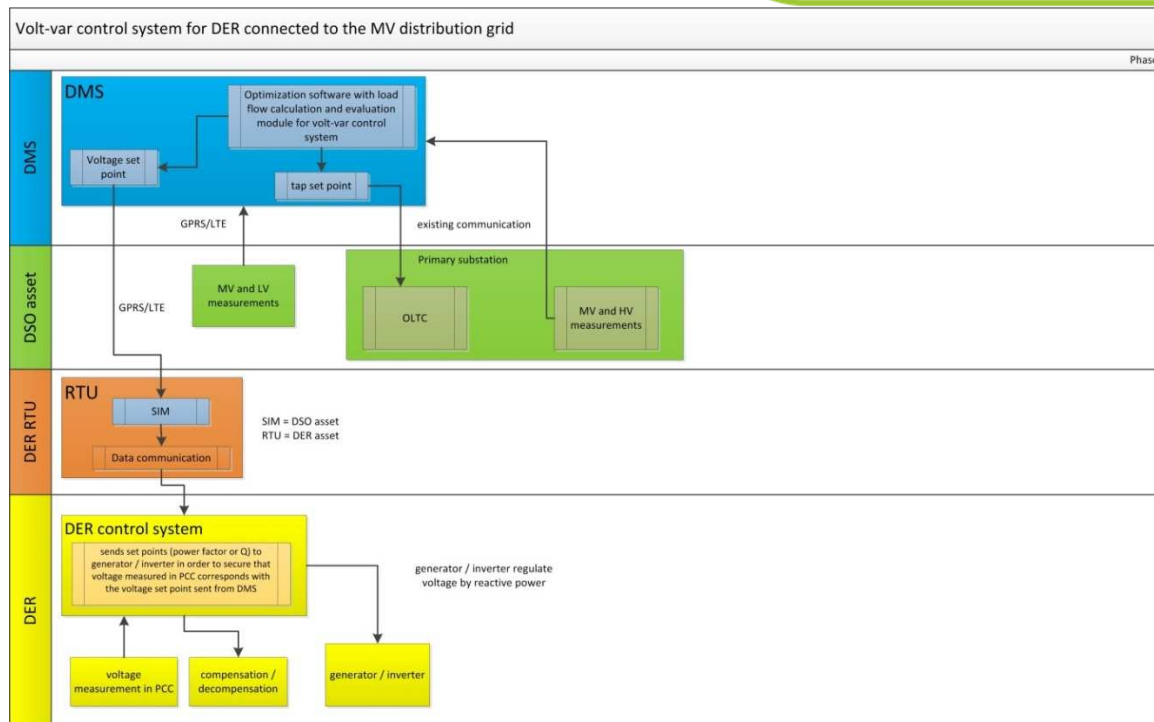 Volt-var control system for DER connected to the MV distribution grid
Phase
DMS
DMS
Optimization software with load
flow calculation and evaluation
module for volt-var control
system
Voltage set
point
tap set point
GPRS/LTE
existing communication
DSO asset
Primary substation
MV and LV
measurements
GPRS/LTE
OLTC
MV and HV
measurements
DER RTU
RTU
SIM
Data communication
SIM = DSO asset
RTU = DER asset
DER
DER control system
sends set points (power factor or Q) to
generator / inverter in order to secure that
voltage measured in PCC corresponds with
the voltage set point sent from DMS
generator / inverter regulate
voltage by reactive power
voltage
measurement in PCC
compensation /
decompensation
generator / inverter